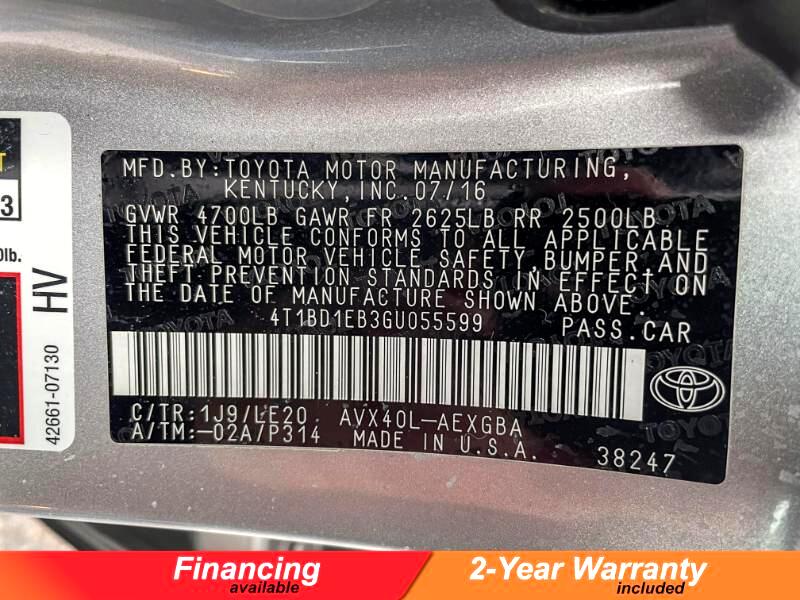 T
3
0lb.
HV
42661-07130
MFD.BY:TOYOTA MOTOR MANUFACTURING,
KENTUCKY,INC.07/16
GVWR 4700LB GAWR FR 2625LB RR 2500LB
THIS VEHICLE CONFORMS TO ALL APPLICABLE
FEDERAL MOTOR VEHICLE SAFETY,BUMPER,AND
THEFT PREVENTION STANDARDS IN EFFECT ON
THE DATE OF MANUFACTURE SHOWN ABOVE.
4T1BD1EB3GU055599 PASS.CAR
C/TR:1J9/LE20 AVX40L-AEXGBA
A/TM:-02A/P314 MADE IN U.S.A. 38247
Financing
available
2-Year Warranty
included